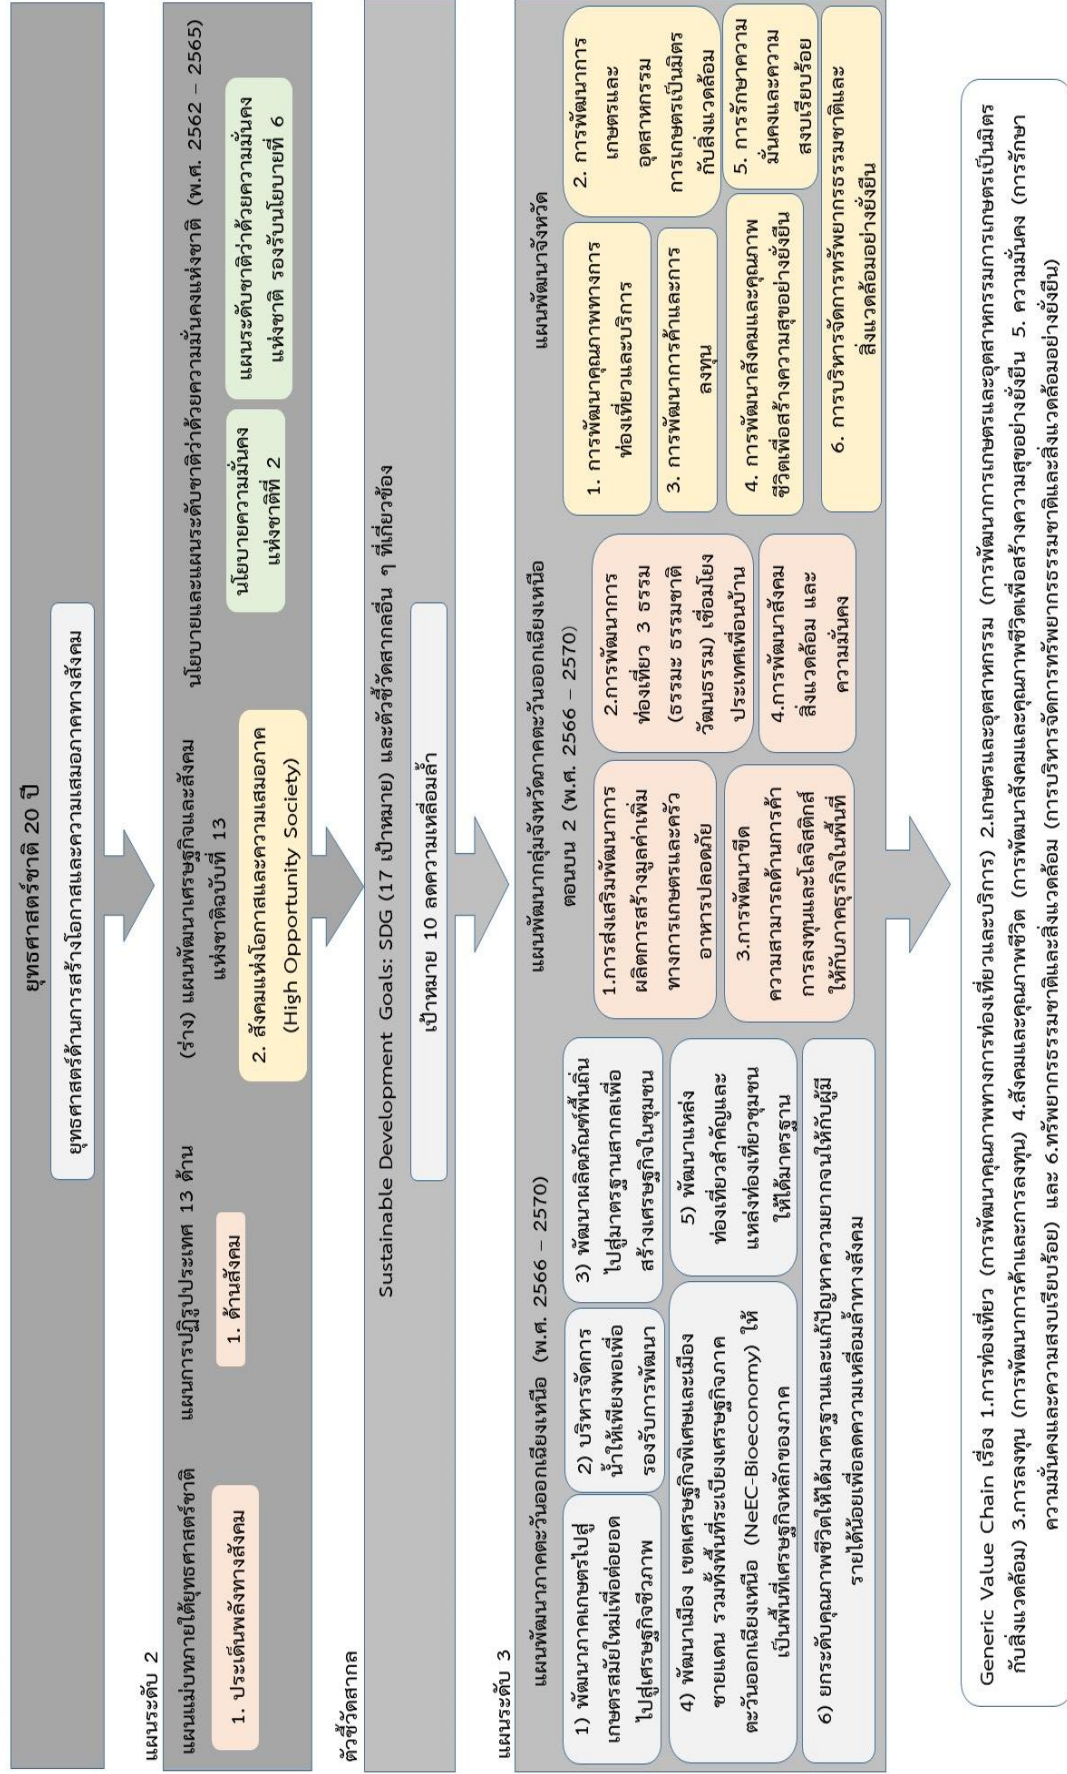 ยุทธศาสตร์ชาติ 20 ปี
ยุทธศาสตร์ด้านการสร้างโอกาสและความเสมอภาคทางสังคม
แผนระดับ 2
แผนแม่บทภายใต้ยุทธศาสตร์ชาติ
1. ประเด็นพลังทางสังคม
แผนการปฏิรูปประเทศ 13 ด้าน
1. ด้านสังคม
(ร่าง) แผนพัฒนาเศรษฐกิจและสังคม
แห่งชาติฉบับที่ 13
2. สังคมแห่งโอกาสและความเสมอภาค
(High Opportunity Society)
นโยบายและแผนระดับชาติว่าด้วยความมั่นคงแห่งชาติ (พ.ศ. 2562 – 2565)
นโยบายความมั่นคง
แห่งชาติที่ 2
แผนระดับชาติว่าด้วยความมั่นคง
แห่งชาติ รองรับนโยบายที่ 6
ตัวชี้วัดสากล
Sustainable Development Goals: SDG (17 เป้าหมาย) และตัวชี้วัดสากลอื่น ๆ ที่เกี่ยวข้อง
เป้าหมาย 10 ลดความเหลื่อมล้ำ
แผนระดับ 3
แผนพัฒนาภาคตะวันออกเฉียงเหนือ (พ.ศ. 2566 – 2570)
1) พัฒนาภาคเกษตรไปสู่
เกษตรสมัยใหม่เพื่อต่อยอด
ไปสู่เศรษฐกิจชีวภาพ
2) บริหารจัดการ
น้ำให้เพียงพอเพื่อ
รองรับการพัฒนา
3) พัฒนาผลิตภัณฑ์พื้นถิ่น
ไปสู่มาตรฐานสากลเพื่อ
สร้างเศรษฐกิจในชุมชน
4) พัฒนาเมือง เขตเศรษฐกิจพิเศษและเมือง
ชายแดน รวมทั้งพื้นที่ระเบียงเศรษฐกิจภาค
ตะวันออกเฉียงเหนือ (NeEC-Bioeconomy) ให้
เป็นพื้นที่เศรษฐกิจหลักของภาค
5) พัฒนาแหล่ง
ท่องเที่ยวสำคัญและ
แหล่งท่องเที่ยวชุมชน
ให้ได้มาตรฐาน
6) ยกระดับคุณภาพชีวิตให้ได้มาตรฐานและแก้ปัญหาความยากจนให้กับผู้มี
รายได้น้อยเพื่อลดความเหลื่อมล้ำทางสังคม
แผนพัฒนากลุ่มจังหวัดภาคตะวันออกเฉียงเหนือ
ตอนบน 2 (พ.ศ. 2566 – 2570)
1.การส่งเสริมพัฒนาการ
ผลิตการสร้างมูลค่าเพิ่ม
ทางการเกษตรและครัว
อาหารปลอดภัย
2.การพัฒนาการ
ท่องเที่ยว 3 ธรรม
(ธรรมะ ธรรมชาติ
วัฒนธรรม) เชื่อมโยง
ประเทศเพื่อนบ้าน
3.การพัฒนาขีด
ความสามารถด้านการค้า
การลงทุนและโลจิสติกส์
ให้กับภาคธุรกิจในพื้นที่
4.การพัฒนาสังคม
สิ่งแวดล้อม และ
ความมั่นคง
แผนพัฒนาจังหวัด
1. การพัฒนาคุณภาพทางการ
ท่องเที่ยวและบริการ
2. การพัฒนาการ
เกษตรและ
อุตสาหกรรม
การเกษตรเป็นมิตร
กับสิ่งแวดล้อม
3. การพัฒนาการค้าและการ
ลงทุน
4. การพัฒนาสังคมและคุณภาพ
ชีวิตเพื่อสร้างความสุขอย่างยั่งยืน
5. การรักษาความ
มั่นคงและความ
สงบเรียบร้อย
6. การบริหารจัดการทรัพยากรธรรมชาติและ
สิ่งแวดล้อมอย่างยั่งยืน
Generic Value Chain เรื่อง 1.การท่องเที่ยว (การพัฒนาคุณภาพทางการท่องเที่ยวและบริการ) 2.เกษตรและอุตสาหกรรม (การพัฒนาการเกษตรและอุตสาหกรรมการเกษตรเป็นมิตร
กับสิ่งแวดล้อม) 3.การลงทุน (การพัฒนาการค้าและการลงทุน) 4.สังคมและคุณภาพชีวิต (การพัฒนาสังคมและคุณภาพชีวิตเพื่อสร้างความสุขอย่างยั่งยืน 5. ความมั่นคง (การรักษา
ความมั่นคงและความสงบเรียบร้อย) และ 6.ทรัพยากรธรรมชาติและสิ่งแวดล้อม (การบริหารจัดการทรัพยากรธรรมชาติและสิ่งแวดล้อมอย่างยั่งยืน)